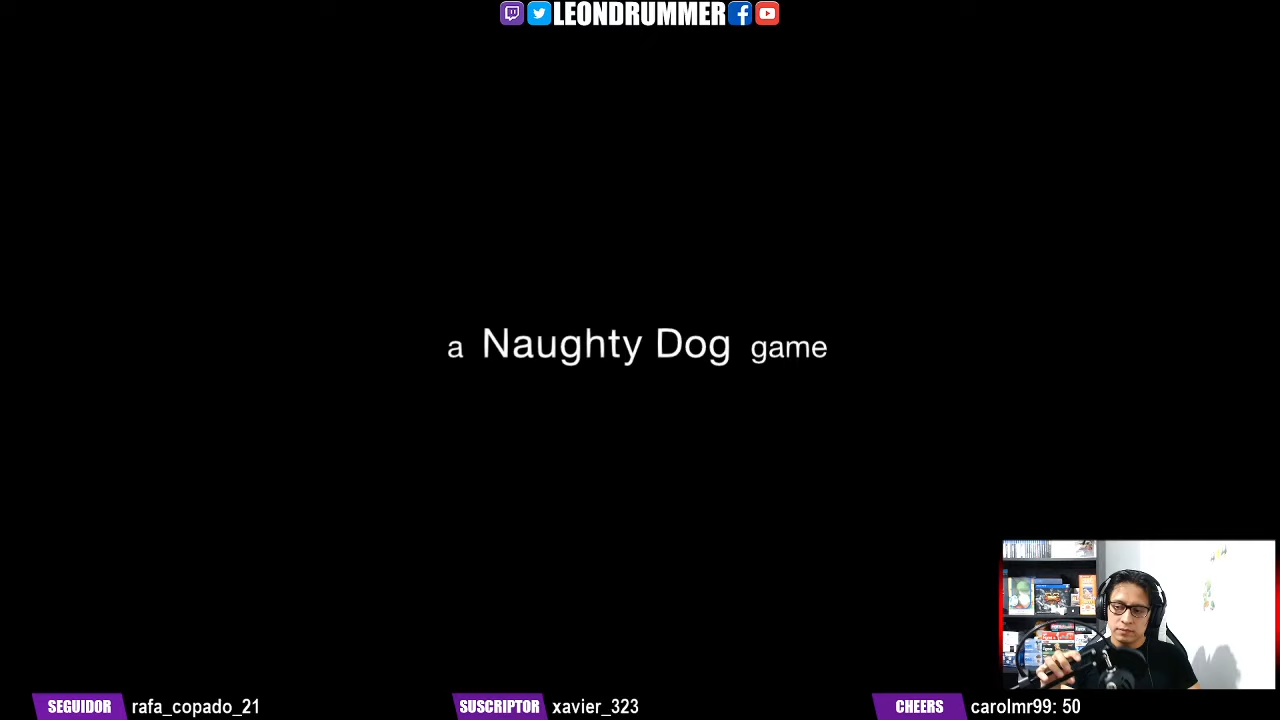 LEONDRUMMER
a Naughty Dog game
SEGUIDOR rafa_copado_21 SUSCRIPTOR xavier_323 CHEERS carolmr99: 50